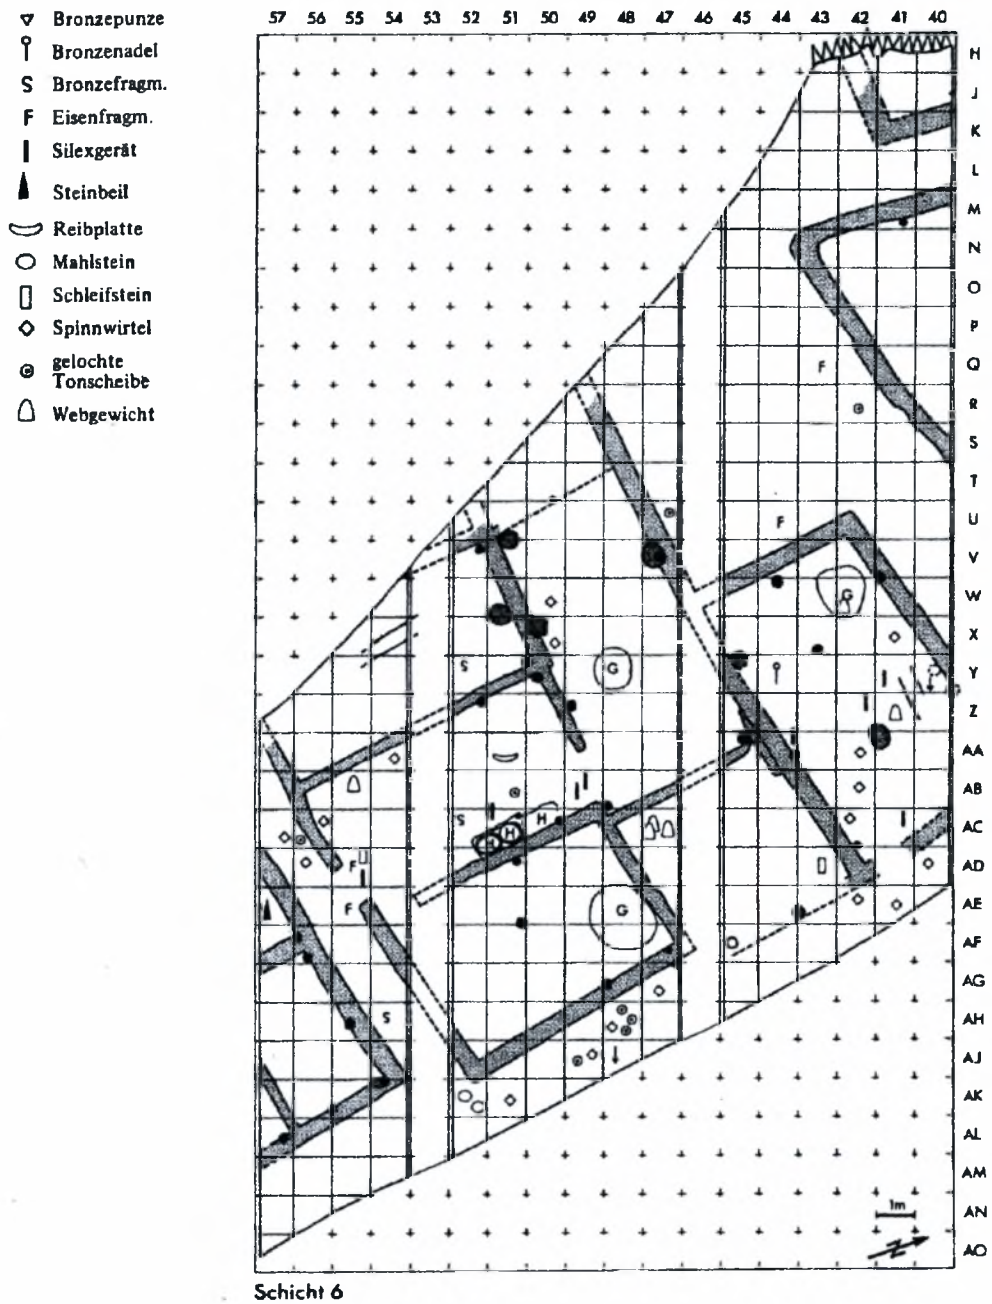 Bronzepunze
Bronzenadel
S Bronzefragm.
F Eisenfragm.
Silexgerät
Steinbeil
Reibplatte
Mahlstein
Schleifstein
Spinnwirtel
gelochte
Tonscheibe
Webgewicht
57 56 55 54 53 52 51 50 49 48 47 46 45 44 43 42 41 40
H
J
K
L
M
N
O
P
Q
F
R
S
T
U
F
V
W
G
X
Y
S
G
Z
AA
AB
AC
S
H
H
H
AD
F
AE
F
G
AF
AG
AH
S
AJ
AK
AL
AM
AN
1m
AO
Z
Schicht 6